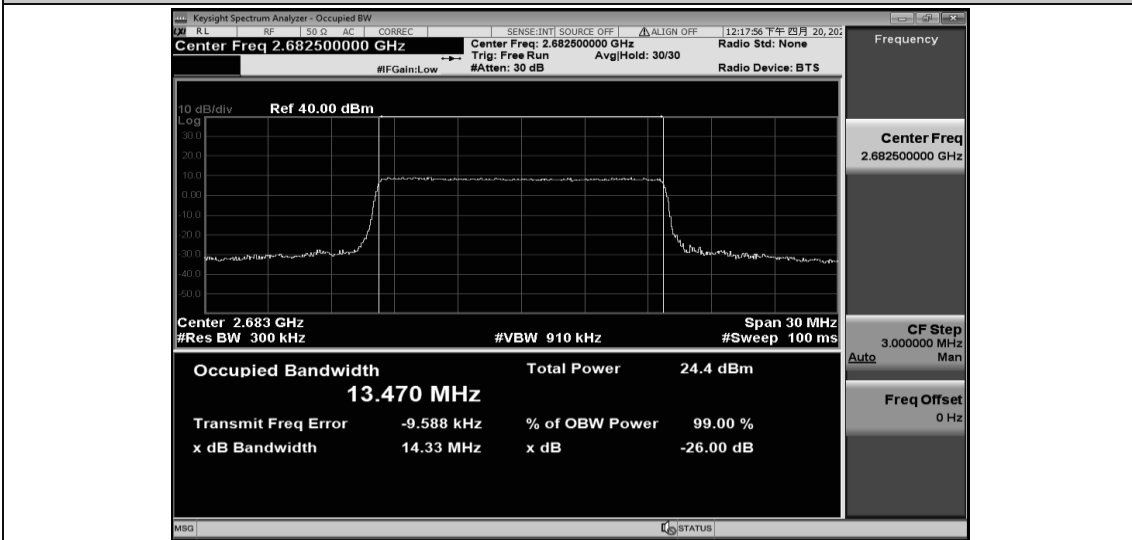 Keysight Spectrum Analyzer - Occupied BW
LXI RL RF 50 Ω AC CORREC SENSE:INT SOURCE OFF ⚠ALIGN OFF 12:17:56 下午 四月 20, 202
Center Freq 2.682500000 GHz
Center Freq: 2.682500000 GHz
Radio Std: None
Trig: Free Run Avg|Hold: 30/30
#IFGain:Low #Atten: 30 dB Radio Device: BTS
10 dB/div Ref 40.00 dBm
Log
30.0
20.0
10.0
0.00
-10.0
-20.0
-30.0
-40.0
-50.0
Center 2.683 GHz Span 30 MHz
#Res BW 300 kHz #VBW 910 kHz #Sweep 100 ms
Occupied Bandwidth Total Power 24.4 dBm
13.470 MHz
Transmit Freq Error -9.588 kHz % of OBW Power 99.00 %
x dB Bandwidth 14.33 MHz x dB -26.00 dB
MSG STATUS
Frequency
Center Freq
2.682500000 GHz
CF Step
3.000000 MHz
Auto Man
Freq Offset
0 Hz